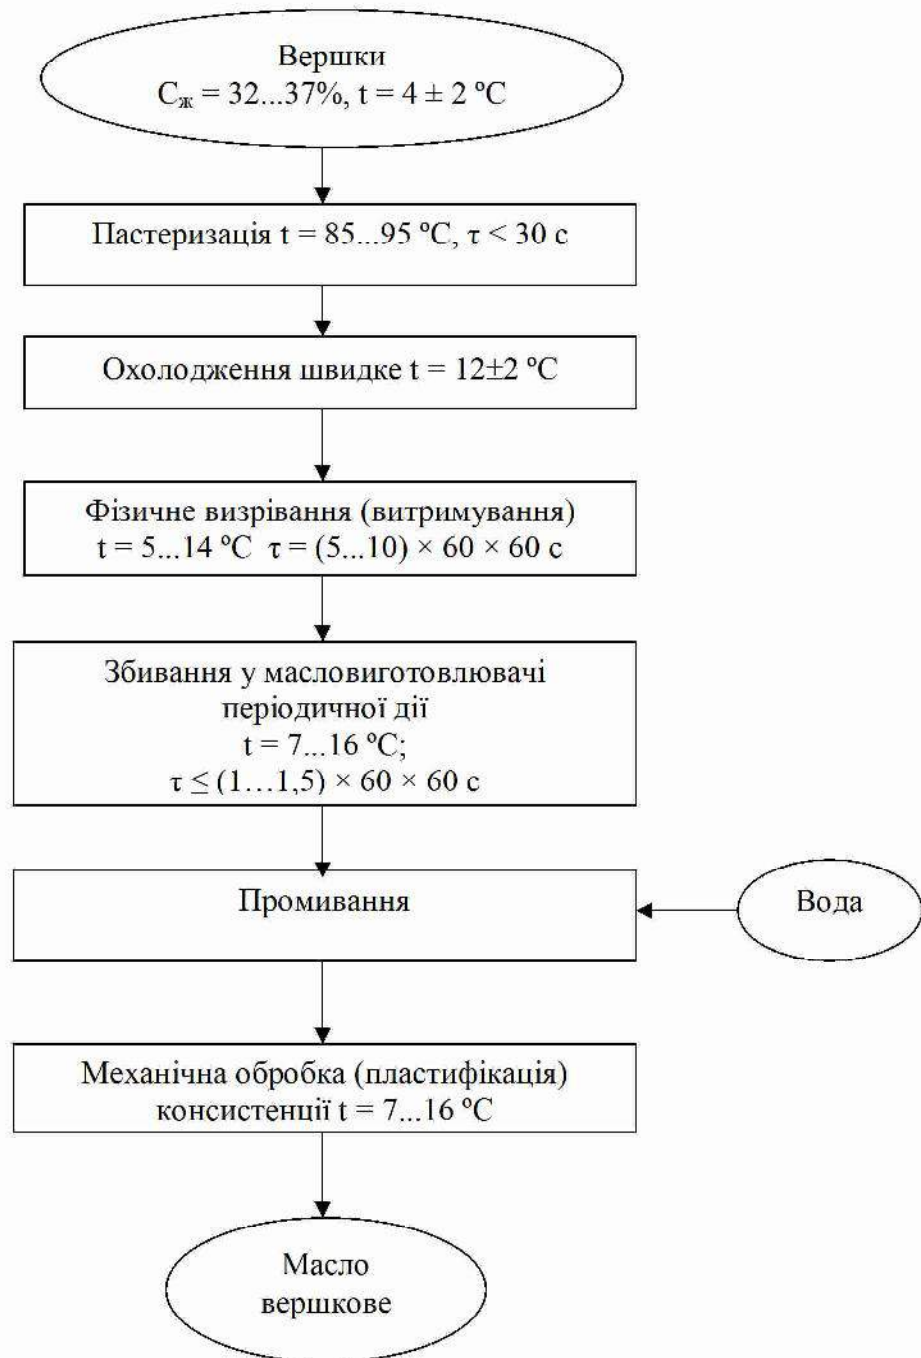 Вершки
Cж = 32...37%, t = 4 ± 2 ºC
Пастеризація t = 85...95 ºC, τ < 30 с
Охолодження швидке t = 12±2 ºC
Фізичне визрівання (витримування)
t = 5...14 ºC τ = (5...10) × 60 × 60 с
Збивання у масловиготовлювачі
періодичної дії
t = 7...16 ºC;
τ ≤ (1…1,5) × 60 × 60 с
Промивання
Вода
Механічна обробка (пластифікація)
консистенції t = 7...16 ºC
Масло
вершкове